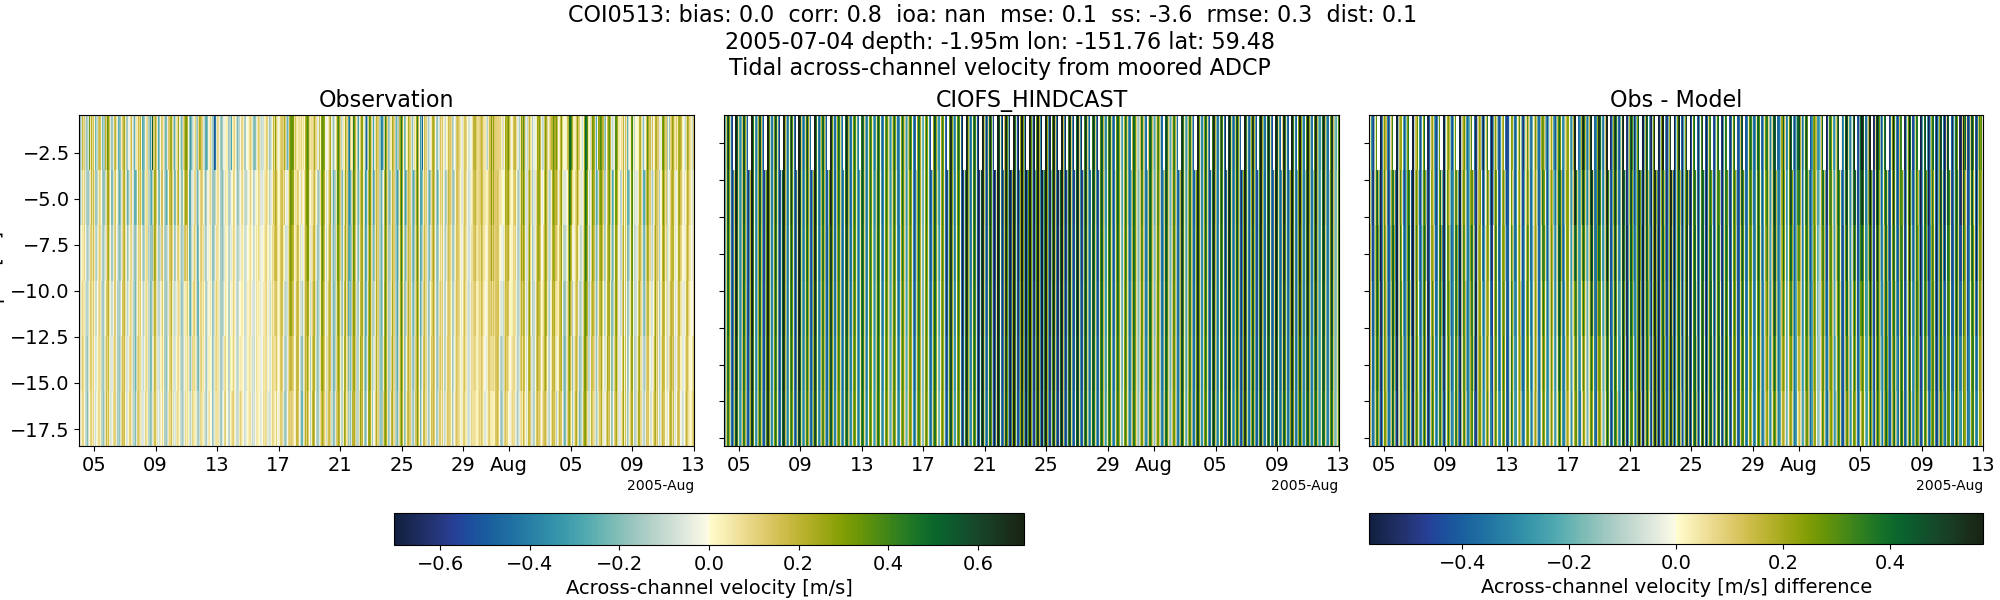 COI0513: bias: 0.0  corr: 0.8  ioa: nan  mse: 0.1  ss: -3.6  rmse: 0.3  dist: 0.1
2005-07-04 depth: -1.95m lon: -151.76 lat: 59.48
Tidal across-channel velocity from moored ADCP
Observation
CIOFS_HINDCAST
Obs - Model
−2.5
−5.0
−7.5
−10.0
−12.5
−15.0
−17.5
05 09 13 17 21 25 29 Aug 05 09 13
2005-Aug
05 09 13 17 21 25 29 Aug 05 09 13
2005-Aug
05 09 13 17 21 25 29 Aug 05 09 13
2005-Aug
−0.6 −0.4 −0.2 0.0 0.2 0.4 0.6
Across-channel velocity [m/s]
−0.4 −0.2 0.0 0.2 0.4
Across-channel velocity [m/s] difference